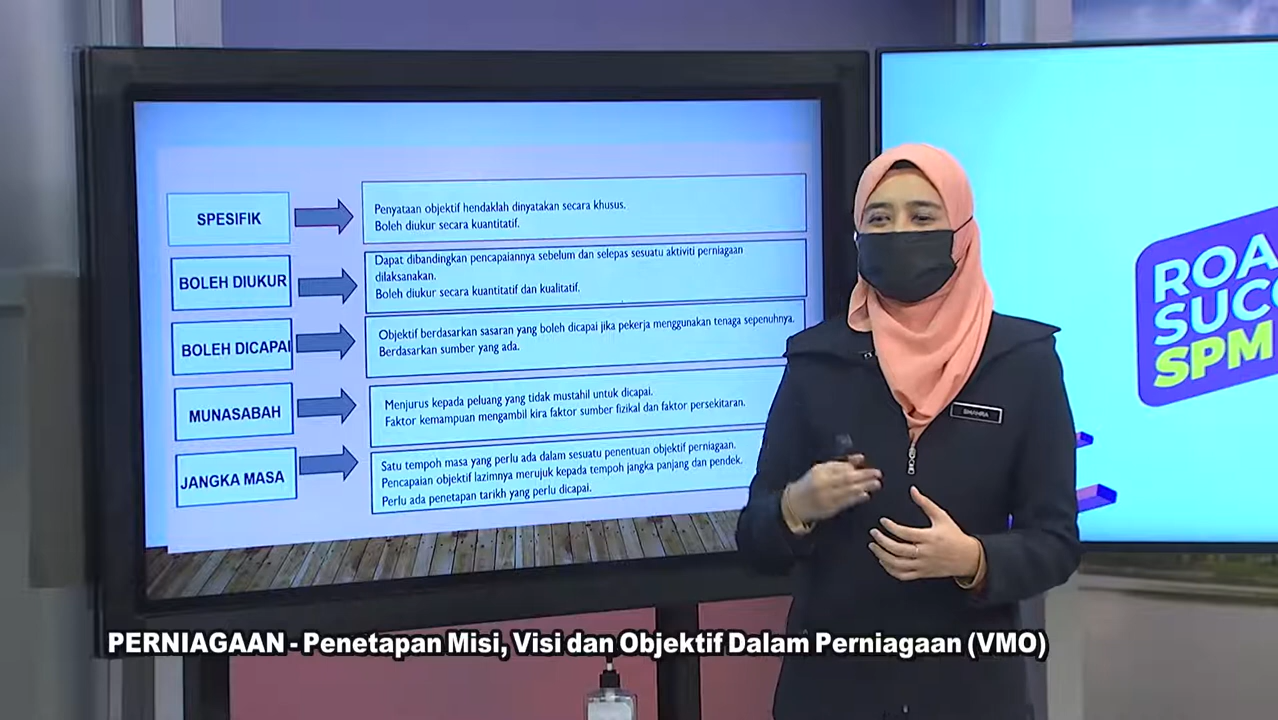 SPESIFIK
Penyataan objektif hendaklah dinyatakan secara khusus.
Boleh diukur secara kuantitatif.
BOLEH DIUKUR
Dapat dibandingkan pencapaiannya sebelum dan selepas sesuatu aktiviti perniagaan
dilaksanakan.
Boleh diukur secara kuantitatif dan kualitatif.
BOLEH DICAPAI
Objektif berdasarkan sasaran yang boleh dicapai jika pekerja menggunakan tenaga sepenuhnya.
Berdasarkan sumber yang ada.
MUNASABAH
Menjurus kepada peluang yang tidak mustahil untuk dicapai.
Faktor kemampuan mengambil kira faktor sumber fizikal dan faktor persekitaran.
JANGKA MASA
Satu tempoh masa yang perlu ada dalam sesuatu penentuan objektif perniagaan.
Pencapaian objektif lazimnya merujuk kepada tempoh jangka panjang dan pendek.
Perlu ada penetapan tarikh yang perlu dicapai.
ROA
SUCC
SPM
PERNIAGAAN - Penetapan Misi, Visi dan Objektif Dalam Perniagaan (VMO)